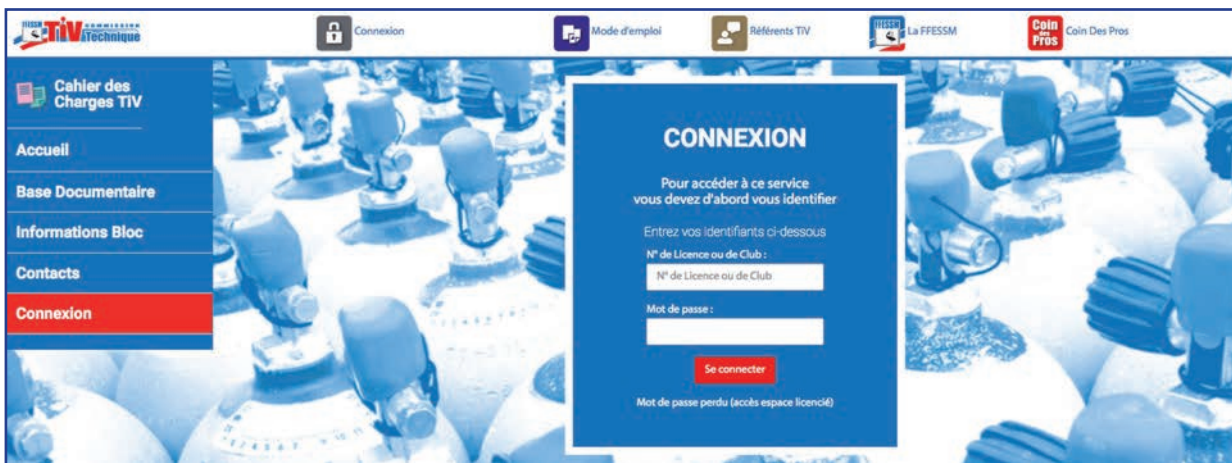 FFESSM
TiV COMMISSION
Technique
Connexion
Mode d'emploi
Référents TiV
FFESSM
La FFESSM
Coin
des
Pros
Coin Des Pros
Cahier des
Charges TiV
Accueil
Base Documentaire
Informations Bloc
Contacts
Connexion
CONNEXION
Pour accéder à ce service
vous devez d'abord vous identifier
Entrez vos identifiants ci-dessous
N° de Licence ou de Club :
N° de Licence ou de Club
Mot de passe :
Se connecter
Mot de passe perdu (accès espace licencié)